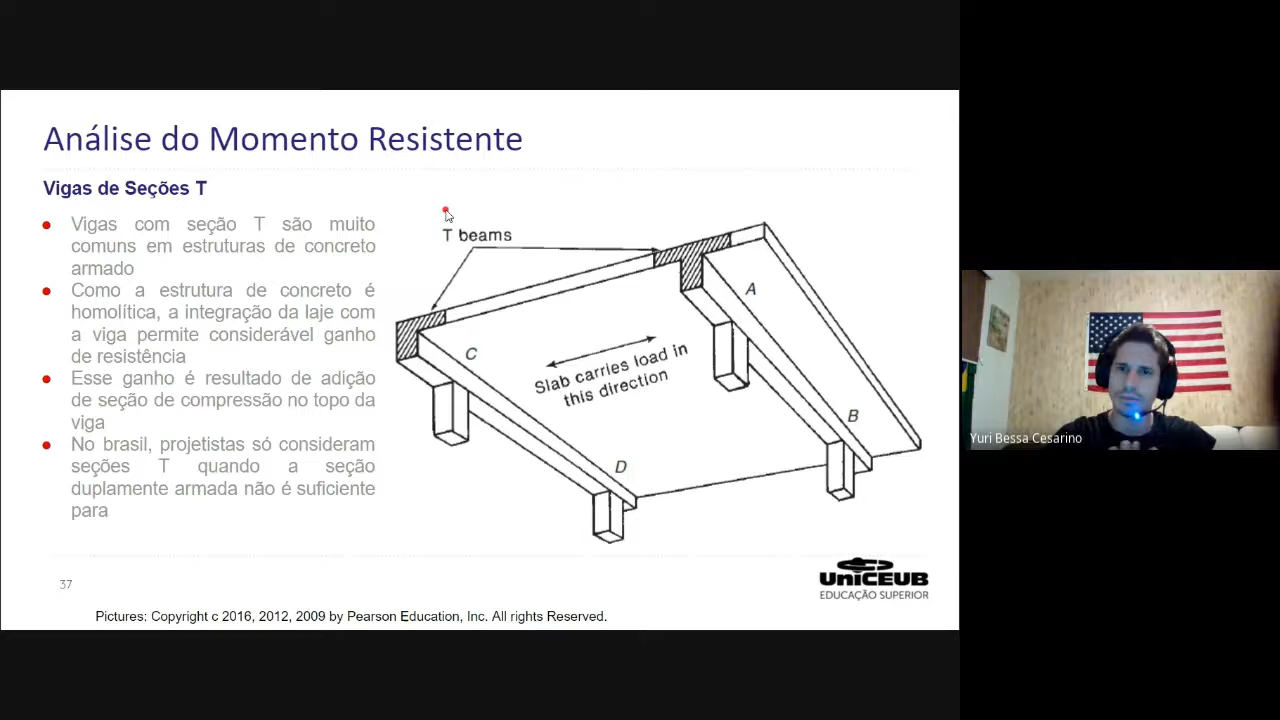 Análise do Momento Resistente
Vigas de Seções T
Vigas com seção T são muito
comuns em estruturas de concreto
armado
Como a estrutura de concreto é
homolítica, a integração da laje com
a viga permite considerável ganho
de resistência
Esse ganho é resultado de adição
de seção de compressão no topo da
viga
No brasil, projetistas só consideram
seções T quando a seção
duplamente armada não é suficiente
para
T beams
A
C
Slab carries load in
this direction
B
D
37
UniCEUB
EDUCAÇÃO SUPERIOR
Pictures: Copyright c 2016, 2012, 2009 by Pearson Education, Inc. All rights Reserved.
Yuri Bessa Cesarino